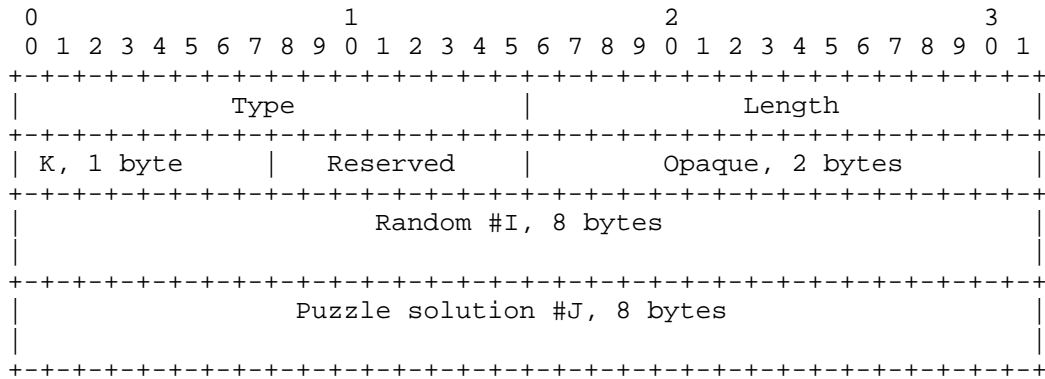 0                   1                   2                   3
 0 1 2 3 4 5 6 7 8 9 0 1 2 3 4 5 6 7 8 9 0 1 2 3 4 5 6 7 8 9 0 1
+-+-+-+-+-+-+-+-+-+-+-+-+-+-+-+-+-+-+-+-+-+-+-+-+-+-+-+-+-+-+-+-+
|             Type              |             Length            |
+-+-+-+-+-+-+-+-+-+-+-+-+-+-+-+-+-+-+-+-+-+-+-+-+-+-+-+-+-+-+-+-+
| K, 1 byte     |   Reserved    |        Opaque, 2 bytes        |
+-+-+-+-+-+-+-+-+-+-+-+-+-+-+-+-+-+-+-+-+-+-+-+-+-+-+-+-+-+-+-+-+
|                      Random #I, 8 bytes                       |
|                                                               |
+-+-+-+-+-+-+-+-+-+-+-+-+-+-+-+-+-+-+-+-+-+-+-+-+-+-+-+-+-+-+-+-+
|                 Puzzle solution #J, 8 bytes                   |
|                                                               |
+-+-+-+-+-+-+-+-+-+-+-+-+-+-+-+-+-+-+-+-+-+-+-+-+-+-+-+-+-+-+-+-+